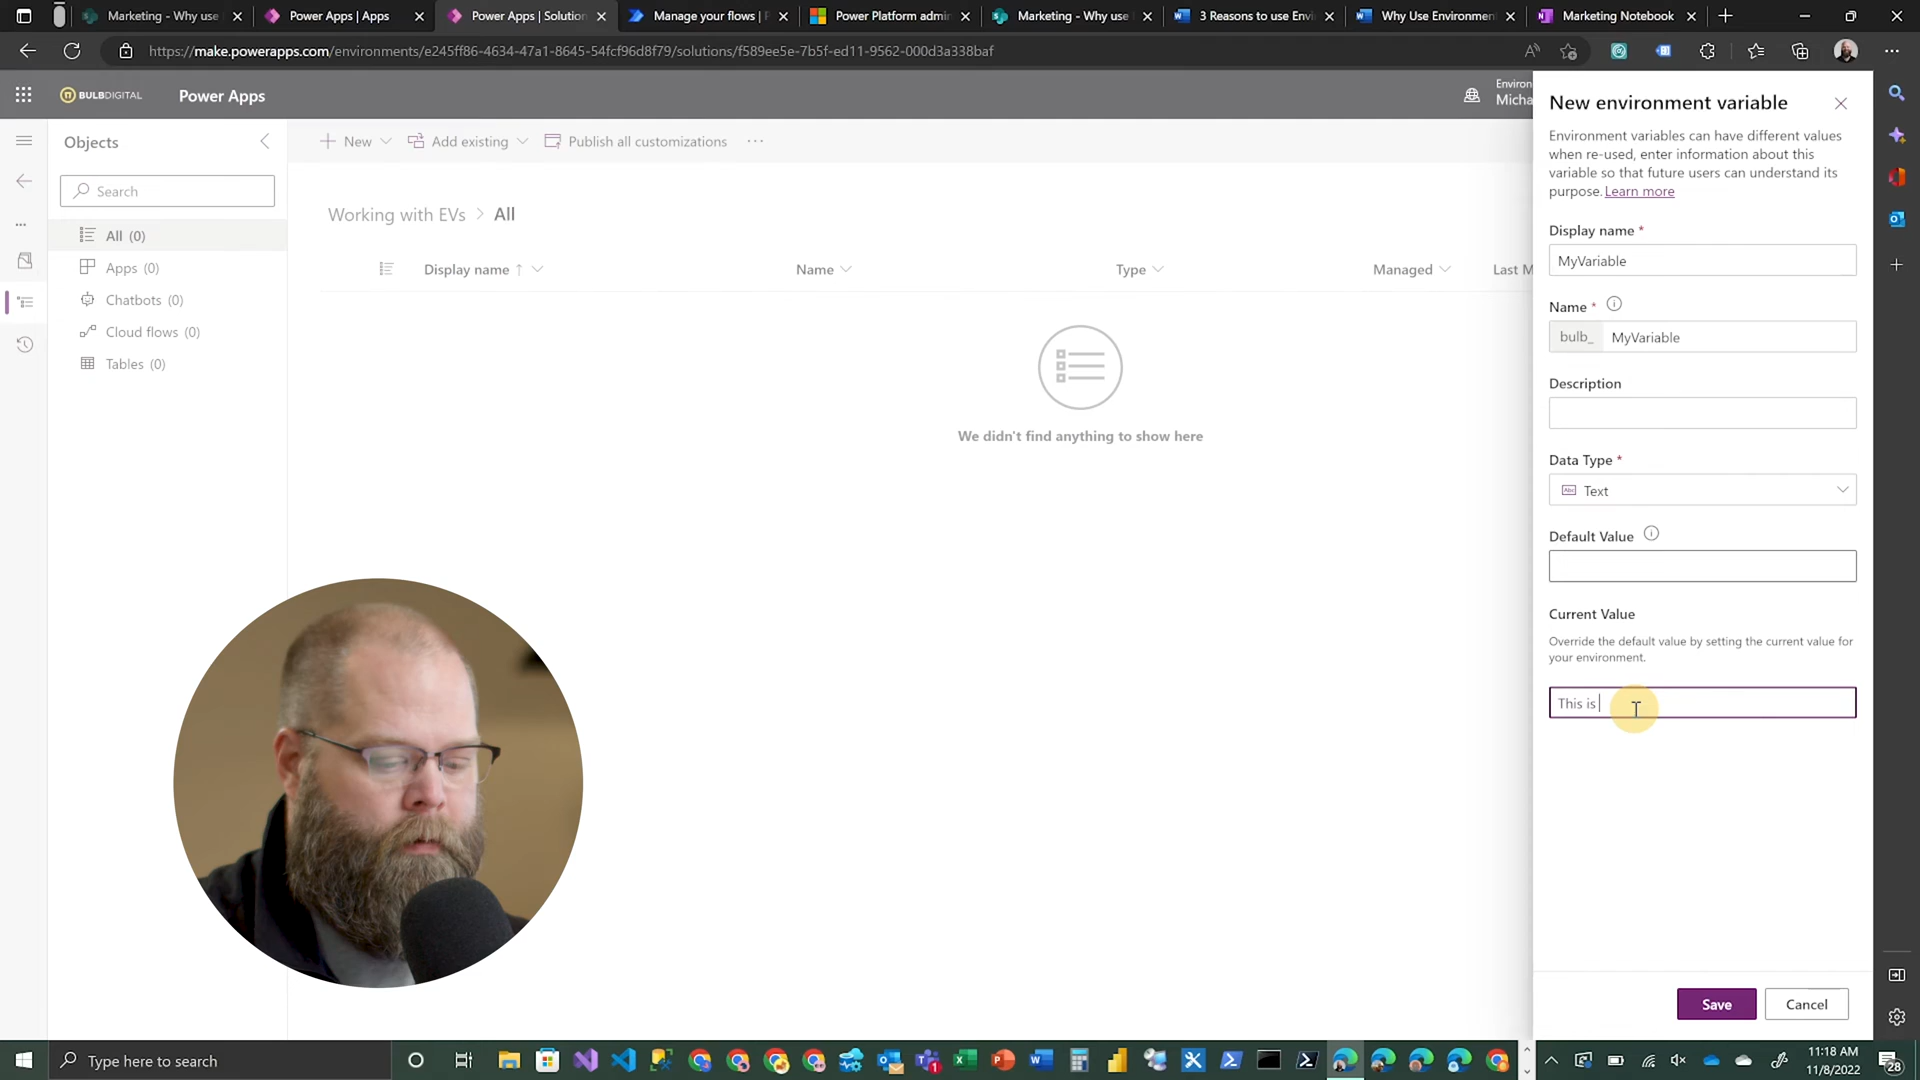 Marketing - Why use
Power Apps | Apps
Power Apps | Solution
Manage your flows | P
Power Platform admin
Marketing - Why use
3 Reasons to use Envi
Why Use Environmen
Marketing Notebook
https://make.powerapps.com/environments/e245ff86-4634-47a1-8645-54fcf96d8f79/solutions/f589ee5e-7b5f-ed11-9562-000d3a338baf
BULBDIGITAL
Power Apps
Environ
Micha
Objects
Search
All (0)
Apps (0)
Chatbots (0)
Cloud flows (0)
Tables (0)
New
Add existing
Publish all customizations
Working with EVs > All
Display name ↑
Name
Type
Managed
Last M
We didn't find anything to show here
New environment variable
Environment variables can have different values
when re-used, enter information about this
variable so that future users can understand its
purpose. Learn more
Display name *
MyVariable
Name *
bulb_ MyVariable
Description
Data Type *
Abc Text
Default Value
Current Value
Override the default value by setting the current value for
your environment.
This is
Save
Cancel
Type here to search
1
11:18 AM
11/8/2022
28